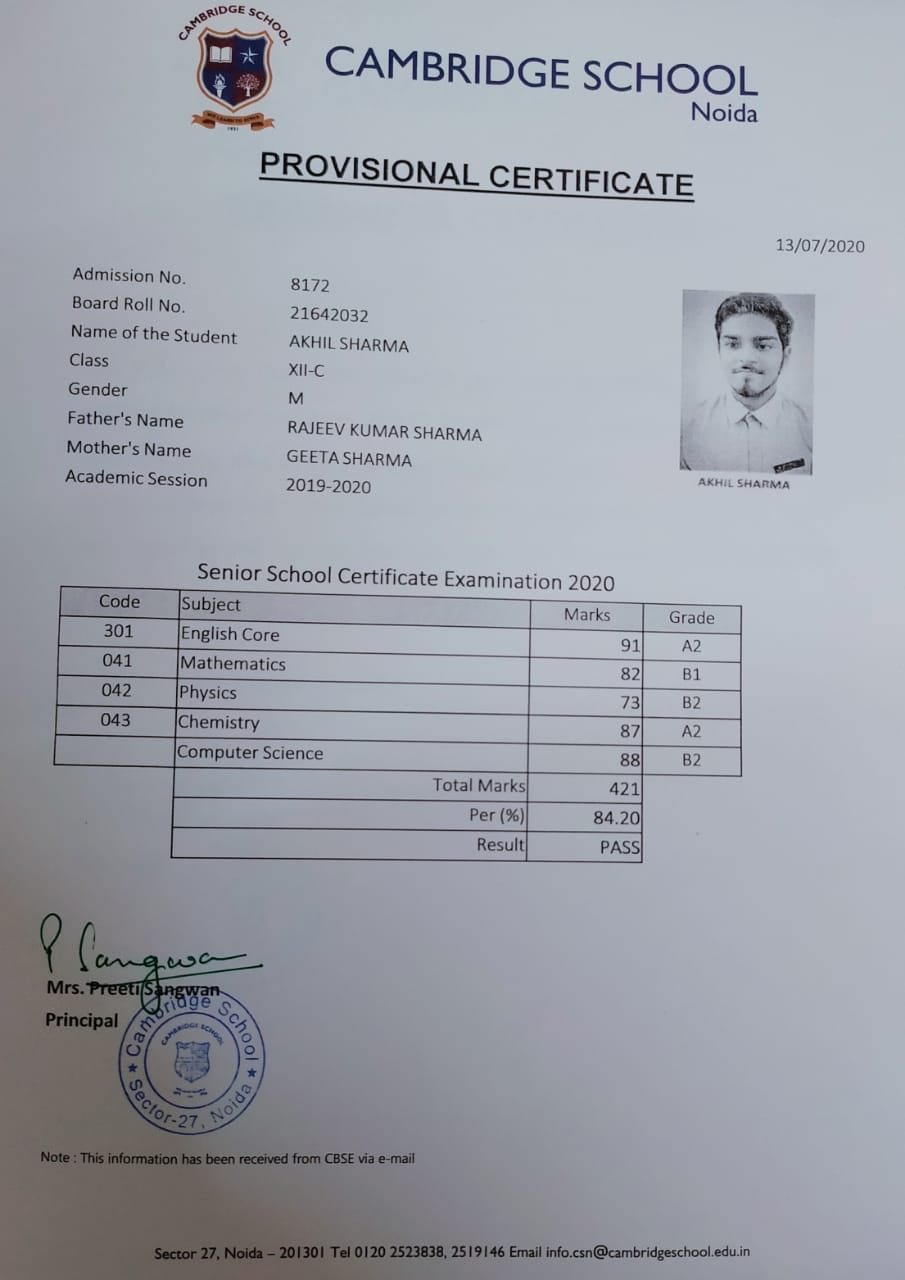 CAMBRIDGE SCHOOL
WE LEARN TO SERVE
1931
CAMBRIDGE SCHOOL
Noida
PROVISIONAL CERTIFICATE
13/07/2020
Admission No. 8172
Board Roll No. 21642032
Name of the Student AKHIL SHARMA
Class XII-C
Gender M
Father's Name RAJEEV KUMAR SHARMA
Mother's Name GEETA SHARMA
Academic Session 2019-2020
AKHIL SHARMA
Senior School Certificate Examination 2020
Code Subject Marks Grade
301 English Core 91 A2
041 Mathematics 82 B1
042 Physics 73 B2
043 Chemistry 87 A2
Computer Science 88 B2
Total Marks 421
Per (%) 84.20
Result PASS
P Sangwan
Mrs. Preeti Sangwan
Principal
Cambridge School
CAMBRIDGE SCHOOL
Sector-27, Noida
Note : This information has been received from CBSE via e-mail
Sector 27, Noida – 201301 Tel 0120 2523838, 2519146 Email info.csn@cambridgeschool.edu.in